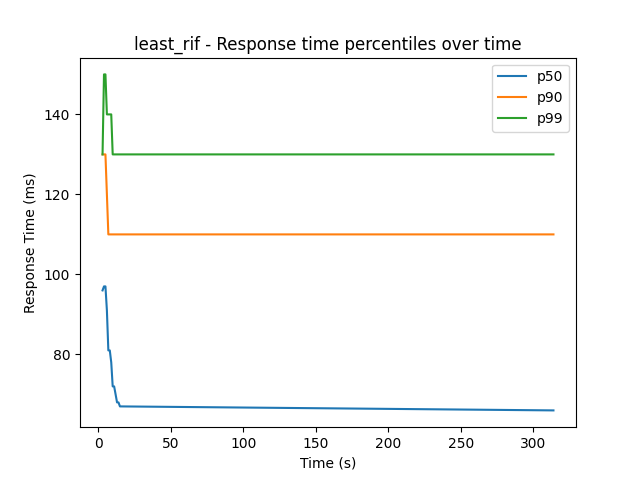 least_rif - Response time percentiles over time
p50
p90
p99
140
120
100
80
Response Time (ms)
0
50
100
150
200
250
300
Time (s)